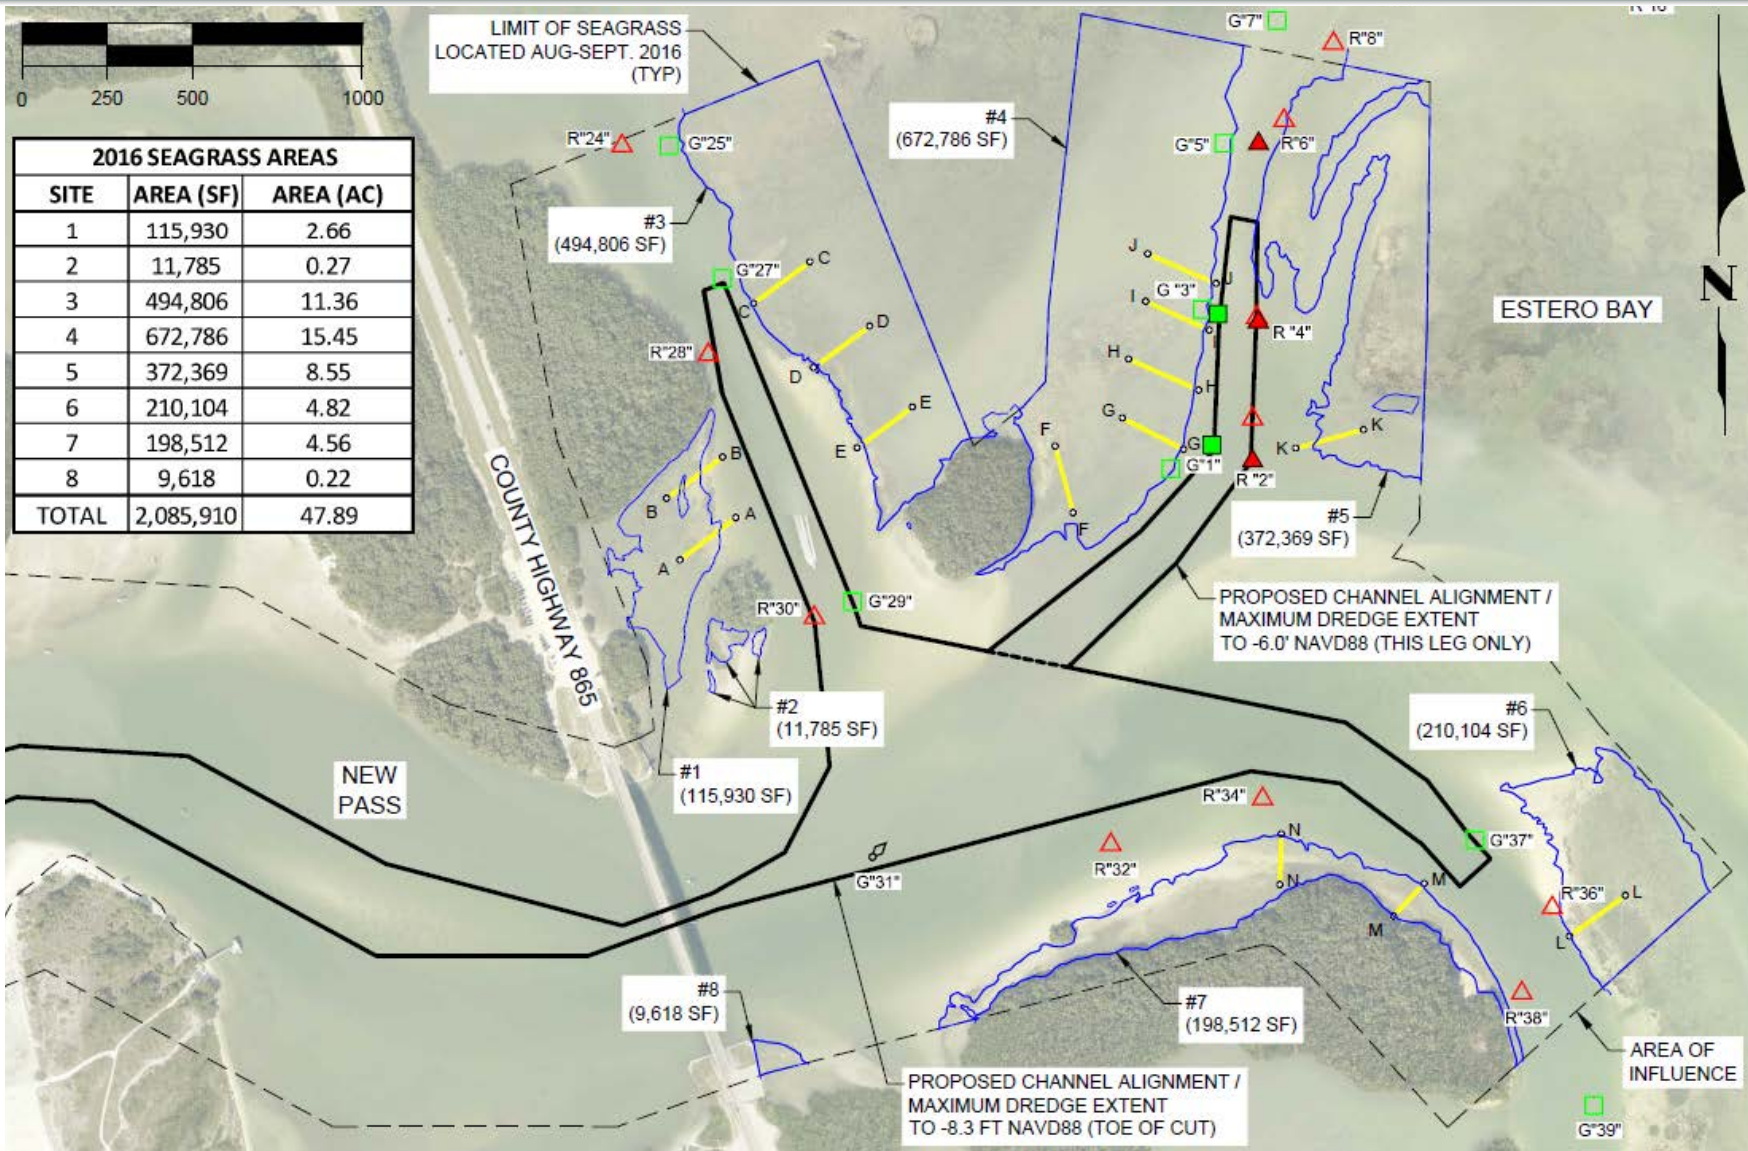 0 250 500 1000
2016 SEAGRASS AREAS
SITE AREA (SF) AREA (AC)
1 115,930 2.66
2 11,785 0.27
3 494,806 11.36
4 672,786 15.45
5 372,369 8.55
6 210,104 4.82
7 198,512 4.56
8 9,618 0.22
TOTAL 2,085,910 47.89
LIMIT OF SEAGRASS
LOCATED AUG-SEPT. 2016
(TYP)
G"7"
R"8"
#4
(672,786 SF)
R"24"
G"25"
G"5"
R"6"
#3
(494,806 SF)
C
C
G"27"
D
D
R"28"
E
E
J
J
I
I
G "3"
R "4"
H
H
G
G
F
F
G"1"
R "2"
K
K
N
ESTERO BAY
#5
(372,369 SF)
B
B
A
A
COUNTY HIGHWAY 865
R"30"
G"29"
PROPOSED CHANNEL ALIGNMENT /
MAXIMUM DREDGE EXTENT
TO -6.0' NAVD88 (THIS LEG ONLY)
#2
(11,785 SF)
#6
(210,104 SF)
#1
(115,930 SF)
NEW
PASS
R"34"
R"32"
G"31"
G"37"
N
N
M
M
R"36"
L
L
#8
(9,618 SF)
#7
(198,512 SF)
R"38"
AREA OF
INFLUENCE
PROPOSED CHANNEL ALIGNMENT /
MAXIMUM DREDGE EXTENT
TO -8.3 FT NAVD88 (TOE OF CUT)
G"39"